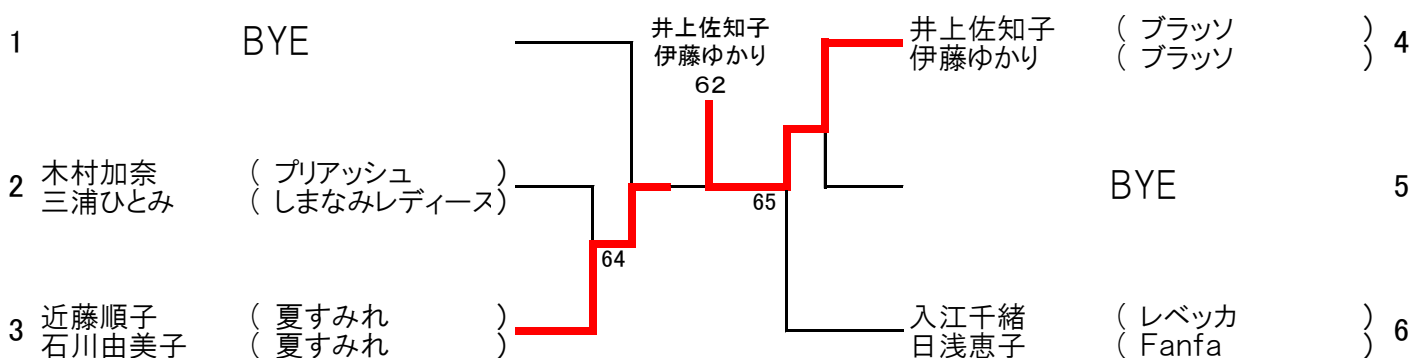 1 BYE
2 木村加奈 ( プリアッシュ )
三浦ひとみ ( しまなみレディース)
3 近藤順子 ( 夏すみれ )
石川由美子 ( 夏すみれ )
64
井上佐知子
伊藤ゆかり
62
65
井上佐知子 ( ブラッソ ) 4
伊藤ゆかり ( ブラッソ )
BYE 5
入江千緒 ( レベッカ ) 6
日浅恵子 ( Fanfa )